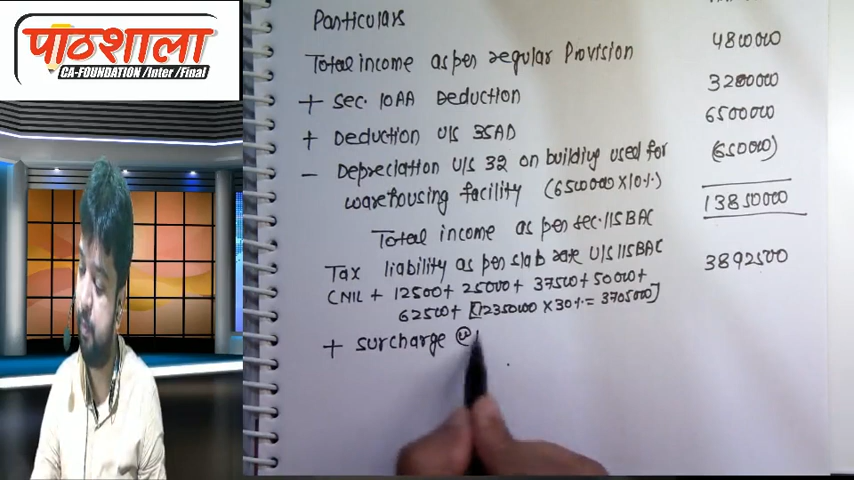 पाठशाला
CA-FOUNDATION /Inter /Final
Particulars
Total income as per regular Provision 4800000
+ sec. 10AA Deduction 3200000
+ Deduction u/s 35AD 6500000
- Depreciation u/s 32 on building used for
warehousing facility (6500000 X 10%) (650000)
Total income as per sec. 115BAC 13850000
Tax liability as per slab rate u/s 115BAC 3892500
(NIL + 12500 + 25000 + 37500 + 50000 +
62500 + [12350000 X 30% = 3705000]
+ surcharge @